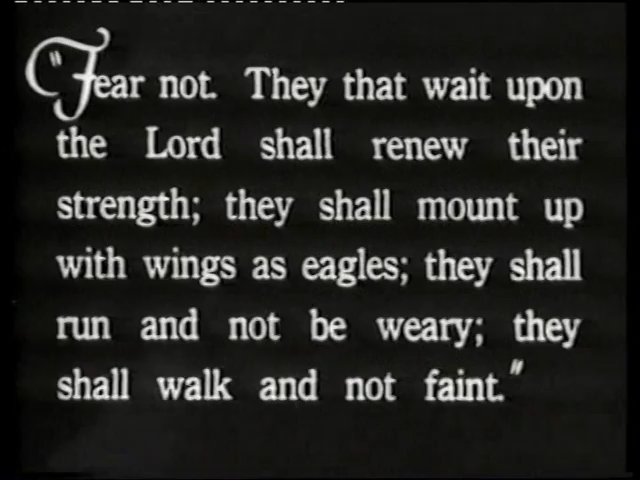 "Fear not. They that wait upon
the Lord shall renew their
strength; they shall mount up
with wings as eagles; they shall
run and not be weary; they
shall walk and not faint."